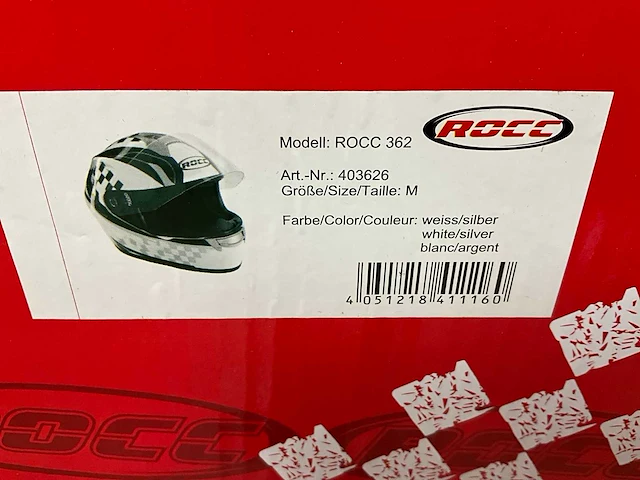 ROCC
Modell: ROCC 362
ROCC
Art.-Nr.: 403626
Größe/Size/Taille: M
Farbe/Color/Couleur: weiss/silber
white/silver
blanc/argent
4 051218 411160
ROCC